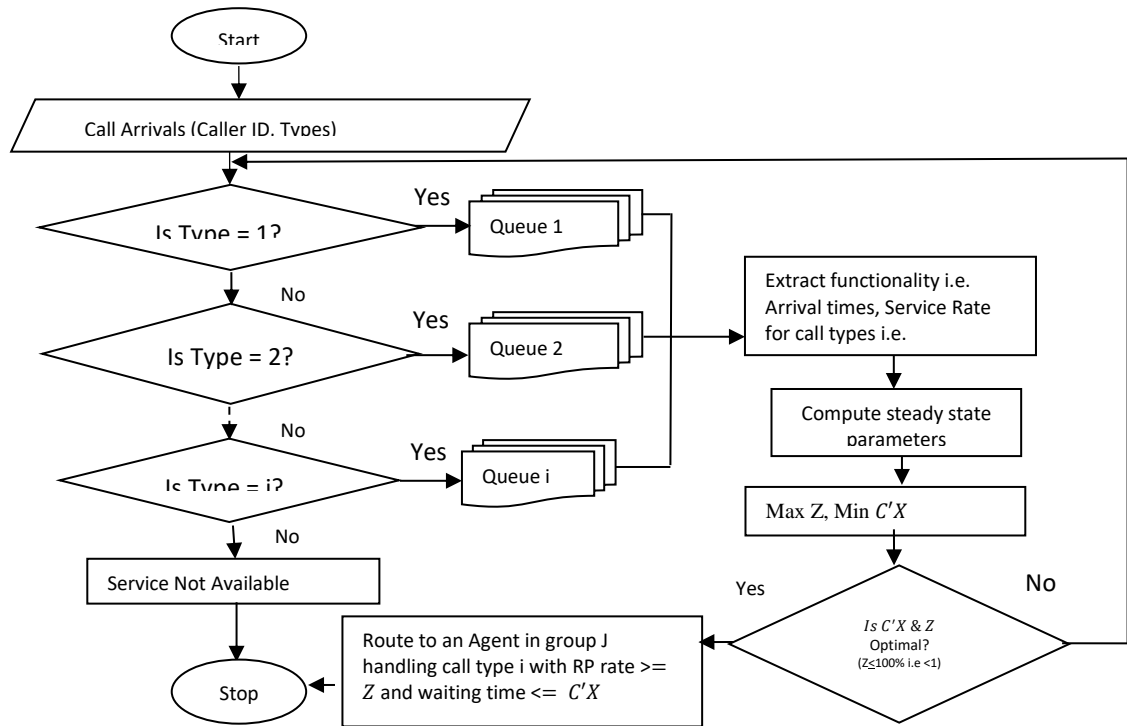 Start
Call Arrivals (Caller ID, Types)
Is Type = 1?
Yes
Queue 1
No
Is Type = 2?
Yes
Queue 2
No
Is Type = i?
Yes
Queue i
No
Service Not Available
Stop
Extract functionality i.e.
Arrival times, Service Rate
for call types i.e.
Compute steady state
parameters
Max Z, Min C'X
Is C'X & Z
Optimal?
(Z≤100% i.e <1)
Yes
No
Route to an Agent in group J
handling call type i with RP rate >=
Z and waiting time <= C'X